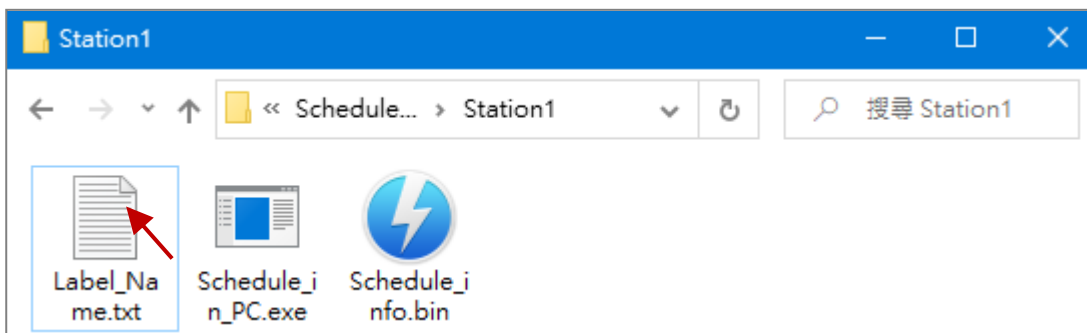 Station1
« Schedule... › Station1
搜尋 Station1
Label_Na
me.txt
Schedule_i
n_PC.exe
Schedule_i
nfo.bin